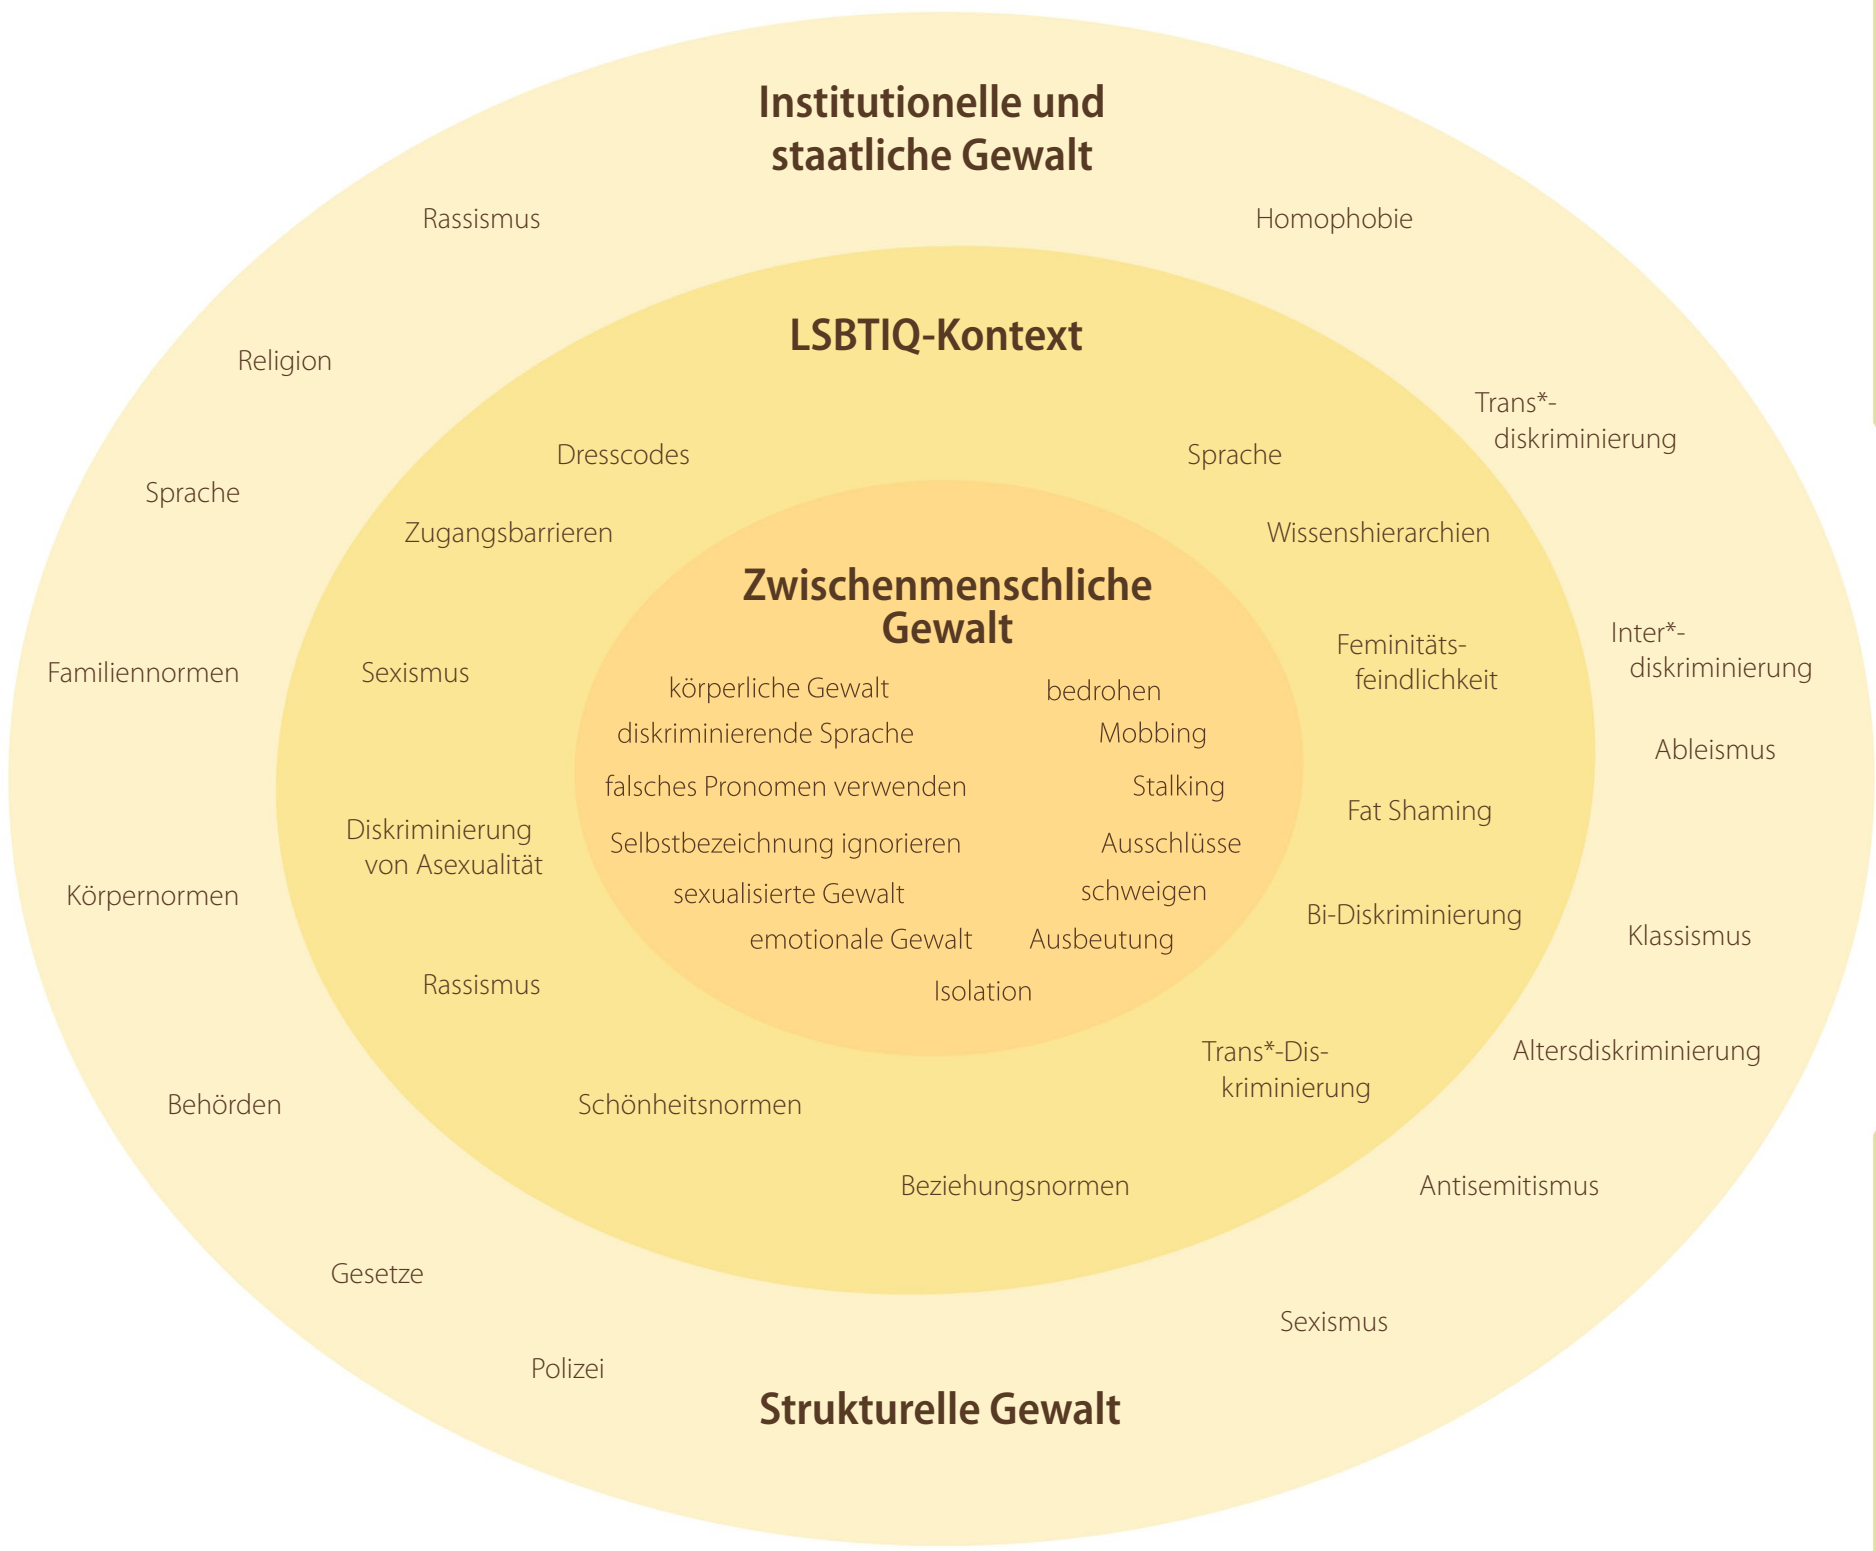 Institutionelle und
staatliche Gewalt
Rassismus
Homophobie
Religion
Trans*-
diskriminierung
Sprache
Familiennormen
Inter*-
diskriminierung
Ableismus
Körpernormen
Klassismus
Altersdiskriminierung
Behörden
Antisemitismus
Gesetze
Sexismus
Polizei
Strukturelle Gewalt
LSBTIQ-Kontext
Dresscodes
Sprache
Zugangsbarrieren
Wissenshierarchien
Sexismus
Feminitäts-
feindlichkeit
Diskriminierung
von Asexualität
Fat Shaming
Bi-Diskriminierung
Rassismus
Trans*-Dis-
kriminierung
Schönheitsnormen
Beziehungsnormen
Zwischenmenschliche
Gewalt
körperliche Gewalt
bedrohen
diskriminierende Sprache
Mobbing
falsches Pronomen verwenden
Stalking
Selbstbezeichnung ignorieren
Ausschlüsse
sexualisierte Gewalt
schweigen
emotionale Gewalt
Ausbeutung
Isolation